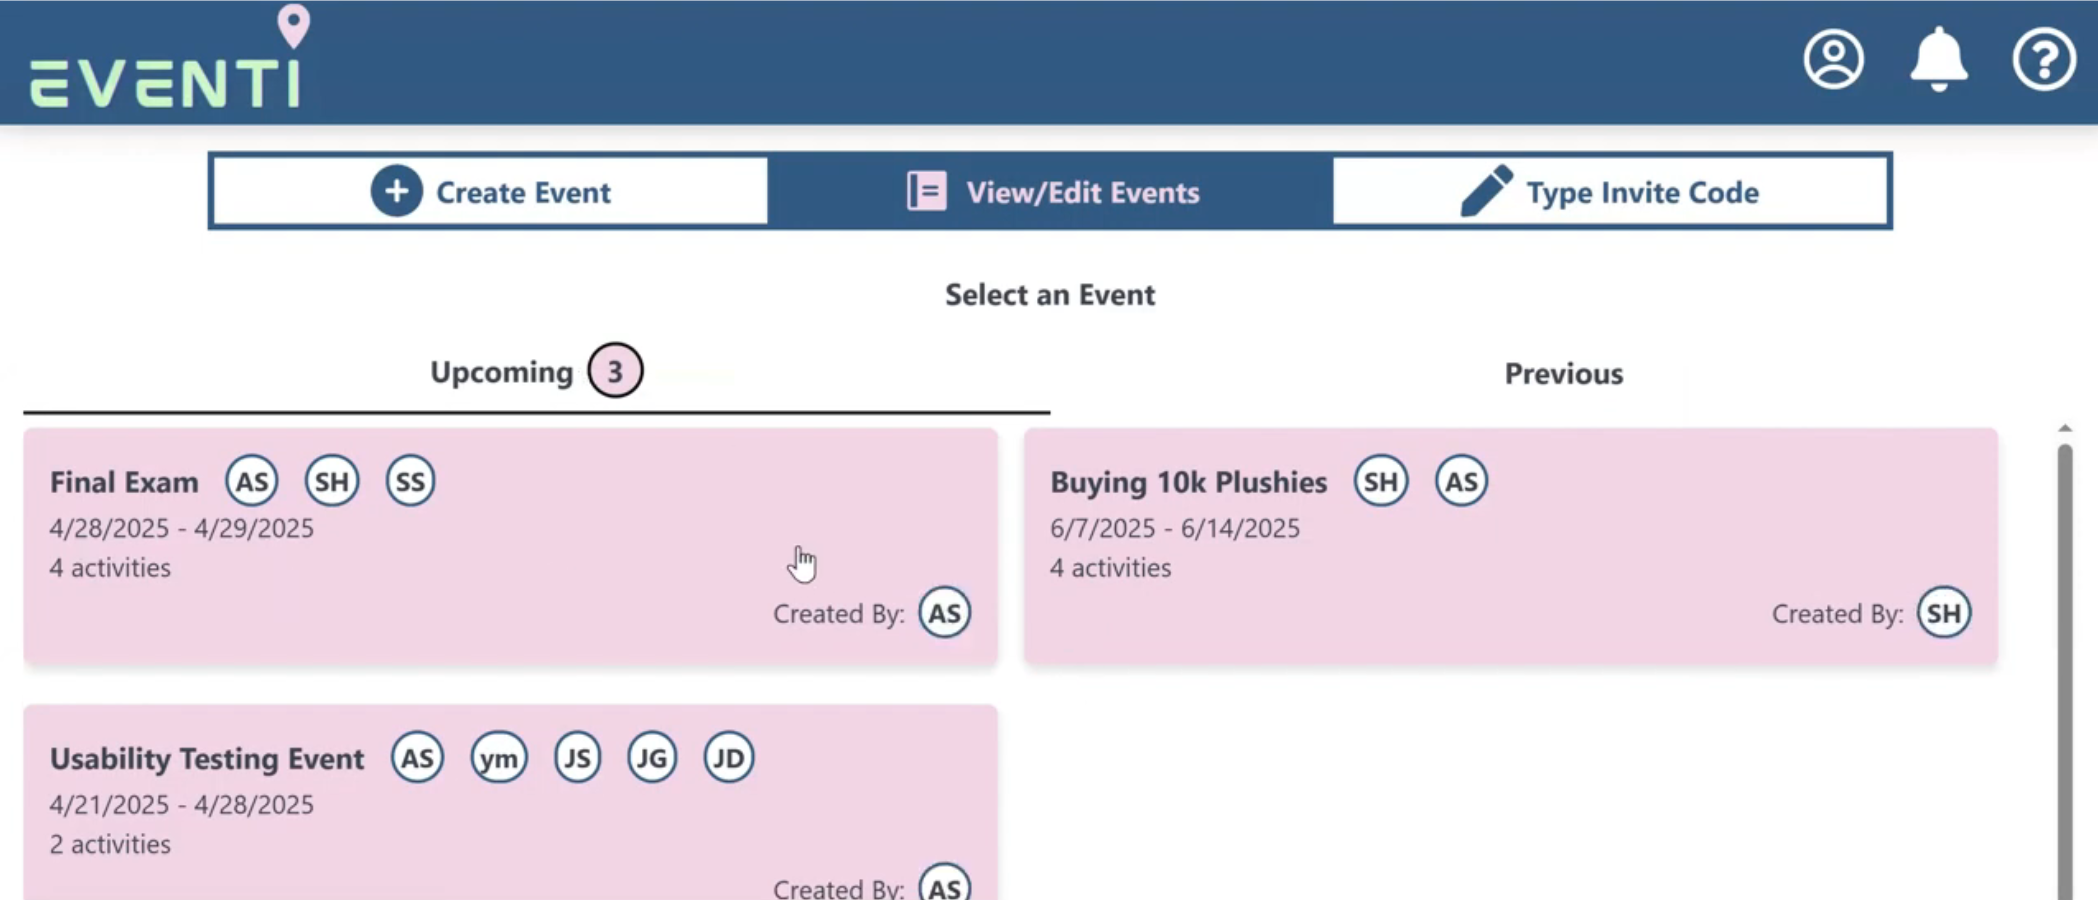 EVENTI
Create Event
View/Edit Events
Type Invite Code
Select an Event
Upcoming 3
Previous
Final Exam AS SH SS
4/28/2025 - 4/29/2025
4 activities
Created By: AS
Buying 10k Plushies SH AS
6/7/2025 - 6/14/2025
4 activities
Created By: SH
Usability Testing Event AS ym JS JG JD
4/21/2025 - 4/28/2025
2 activities
Created By: AS